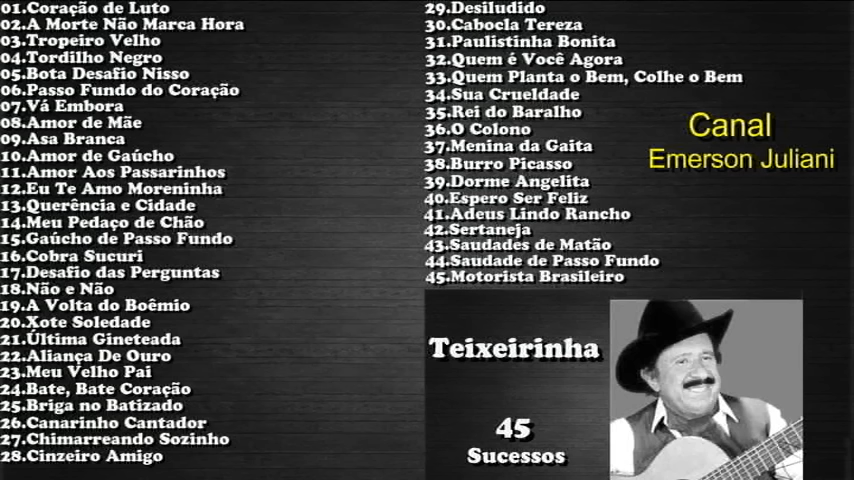 01.Coração de Luto
02.A Morte Não Marca Hora
03.Tropeiro Velho
04.Tordilho Negro
05.Bota Desafio Nisso
06.Passo Fundo do Coração
07.Vá Embora
08.Amor de Mãe
09.Asa Branca
10.Amor de Gaúcho
11.Amor Aos Passarinhos
12.Eu Te Amo Moreninha
13.Querência e Cidade
14.Meu Pedaço de Chão
15.Gaúcho de Passo Fundo
16.Cobra Sucuri
17.Desafio das Perguntas
18.Não e Não
19.A Volta do Boêmio
20.Xote Soledade
21.Última Gineteada
22.Aliança De Ouro
23.Meu Velho Pai
24.Bate, Bate Coração
25.Briga no Batizado
26.Canarinho Cantador
27.Chimarreando Sozinho
28.Cinzeiro Amigo
29.Desiludido
30.Cabocla Tereza
31.Paulistinha Bonita
32.Quem é Você Agora
33.Quem Planta o Bem, Colhe o Bem
34.Sua Crueldade
35.Rei do Baralho
36.O Colono
37.Menina da Gaita
38.Burro Picasso
39.Dorme Angelita
40.Espero Ser Feliz
41.Adeus Lindo Rancho
42.Sertaneja
43.Saudades de Matão
44.Saudade de Passo Fundo
45.Motorista Brasileiro
Canal
Emerson Juliani
Teixeirinha
45
Sucessos